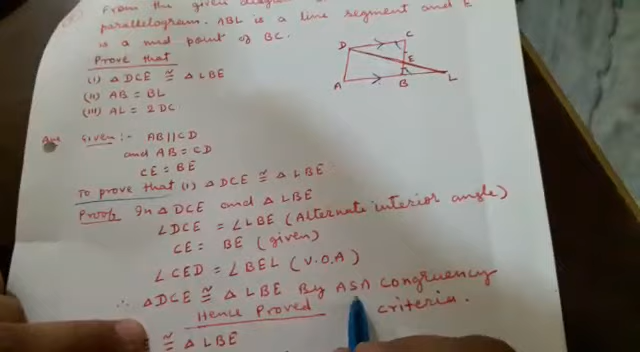 From the given diagram
parallelogram. ABL is a line segment and E
is a mid point of BC.
Prove that
(i) △DCE ≅ △LBE
(ii) AB = BL
(iii) AL = 2DC
D C
E
A B L
Ans Given:- AB||CD
and AB = CD
CE = BE
To prove that (i) △DCE ≅ △LBE
Proof In △DCE and △LBE
∠DCE = ∠LBE (Alternate interior angle)
CE = BE (given)
∠CED = ∠BEL (V.O.A)
∴ △DCE ≅ △LBE By ASA Congruency
Hence Proved criteria.
≅ △LBE